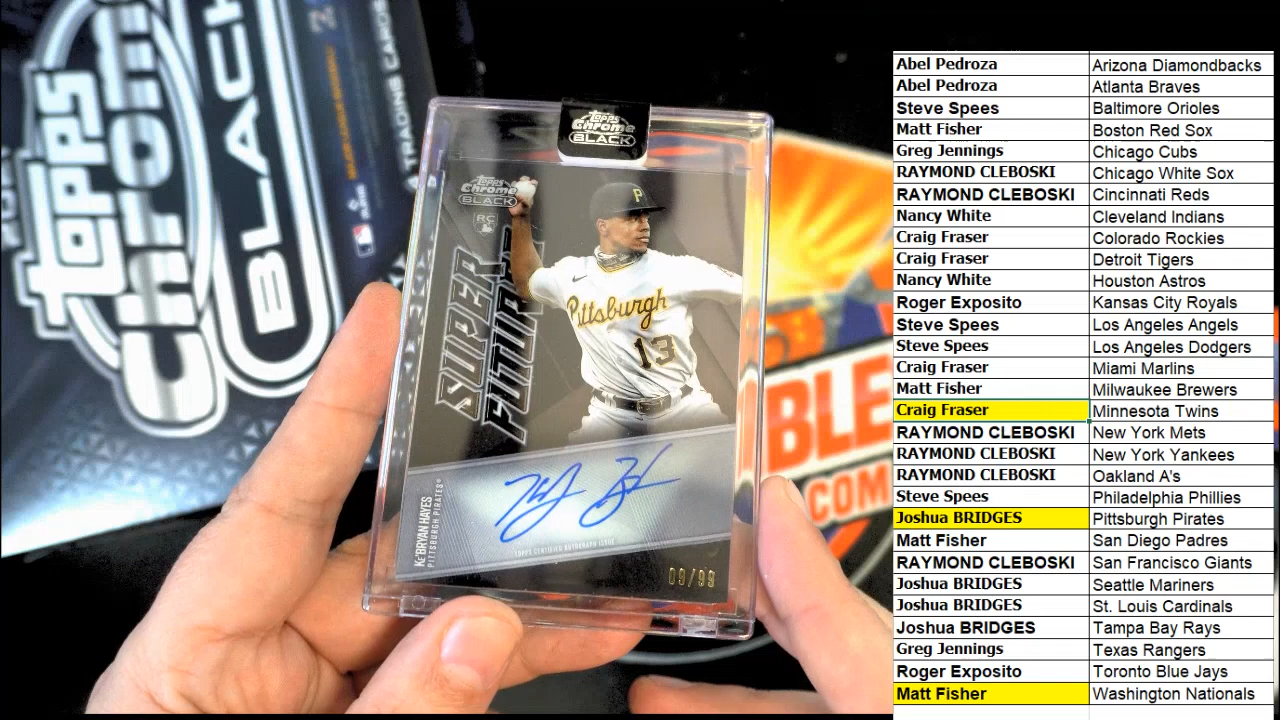 Topps
Chrome
BLACK
TRADING CARDS
Topps
Chrome
BLACK
Topps
Chrome
BLACK
RC
SUPER
FUTURES
P
Pittsburgh
13
KE'BRYAN HAYES
PITTSBURGH PIRATES®
TOPPS CERTIFIED AUTOGRAPH ISSUE
09/99
BLE
.COM
Abel Pedroza Arizona Diamondbacks
Abel Pedroza Atlanta Braves
Steve Spees Baltimore Orioles
Matt Fisher Boston Red Sox
Greg Jennings Chicago Cubs
RAYMOND CLEBOSKI Chicago White Sox
RAYMOND CLEBOSKI Cincinnati Reds
Nancy White Cleveland Indians
Craig Fraser Colorado Rockies
Craig Fraser Detroit Tigers
Nancy White Houston Astros
Roger Exposito Kansas City Royals
Steve Spees Los Angeles Angels
Steve Spees Los Angeles Dodgers
Craig Fraser Miami Marlins
Matt Fisher Milwaukee Brewers
Craig Fraser Minnesota Twins
RAYMOND CLEBOSKI New York Mets
RAYMOND CLEBOSKI New York Yankees
RAYMOND CLEBOSKI Oakland A's
Steve Spees Philadelphia Phillies
Joshua BRIDGES Pittsburgh Pirates
Matt Fisher San Diego Padres
RAYMOND CLEBOSKI San Francisco Giants
Joshua BRIDGES Seattle Mariners
Joshua BRIDGES St. Louis Cardinals
Joshua BRIDGES Tampa Bay Rays
Greg Jennings Texas Rangers
Roger Exposito Toronto Blue Jays
Matt Fisher Washington Nationals